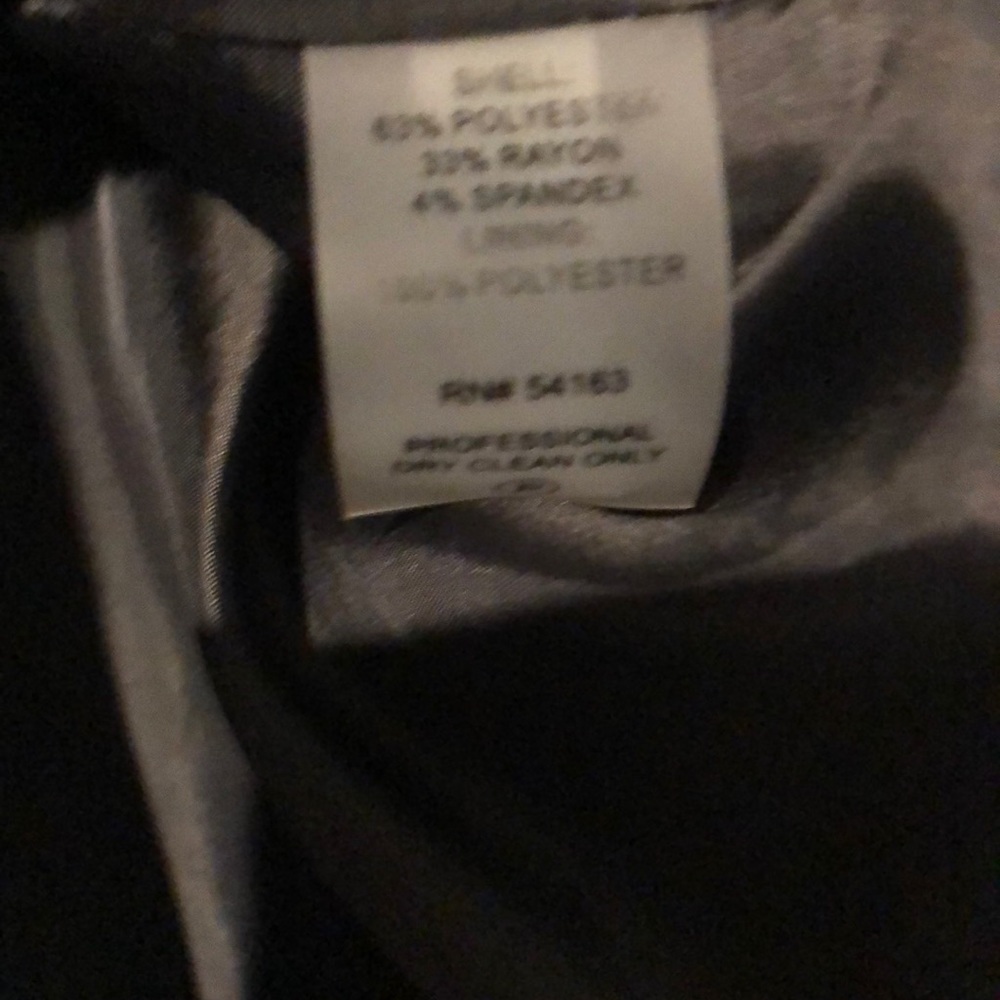 SHELL:
63% POLYESTER
33% RAYON
4% SPANDEX
LINING:
100% POLYESTER
RN# 54163
PROFESSIONAL
DRY CLEAN ONLY